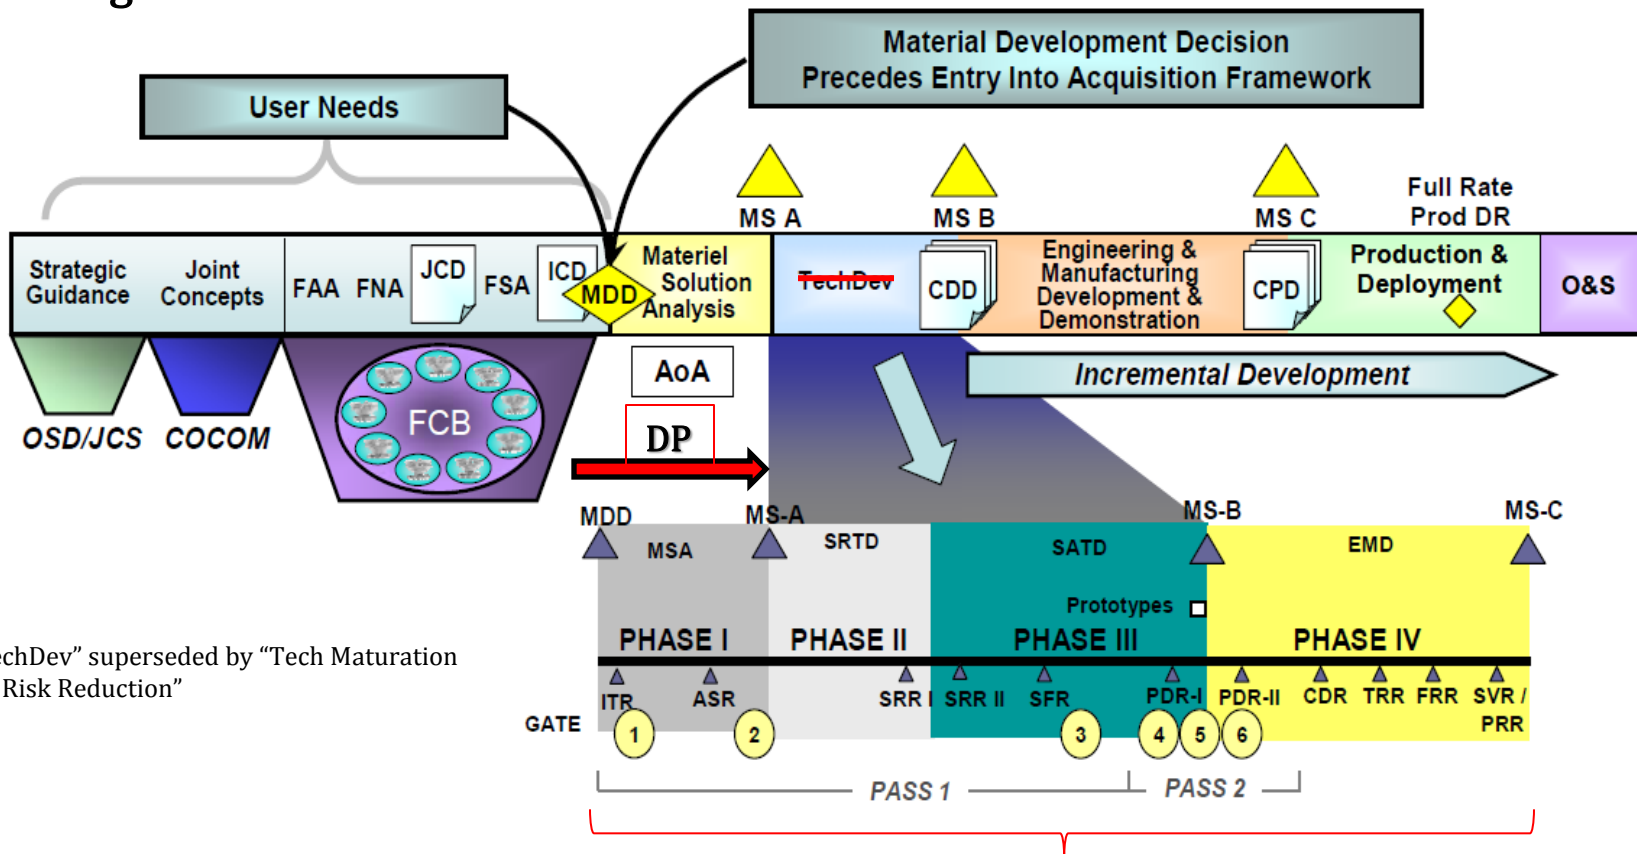 Material Development Decision
Precedes Entry Into Acquisition Framework
User Needs
MS A
MS B
MS C
Full Rate
Prod DR
Strategic
Guidance
Joint
Concepts
FAA
FNA
JCD
FSA
ICD
MDD
Materiel
Solution
Analysis
TechDev
CDD
Engineering &
Manufacturing
Development &
Demonstration
CPD
Production &
Deployment
O&S
AoA
Incremental Development
OSD/JCS
COCOM
FCB
DP
MDD
MS-A
MS-B
MS-C
MSA
SRTD
SATD
EMD
Prototypes
PHASE I
PHASE II
PHASE III
PHASE IV
echDev” superseded by “Tech Maturation
Risk Reduction”
ITR
ASR
SRR I
SRR II
SFR
PDR-I
PDR-II
CDR
TRR
FRR
SVR /
PRR
GATE
1
2
3
4
5
6
PASS 1
PASS 2